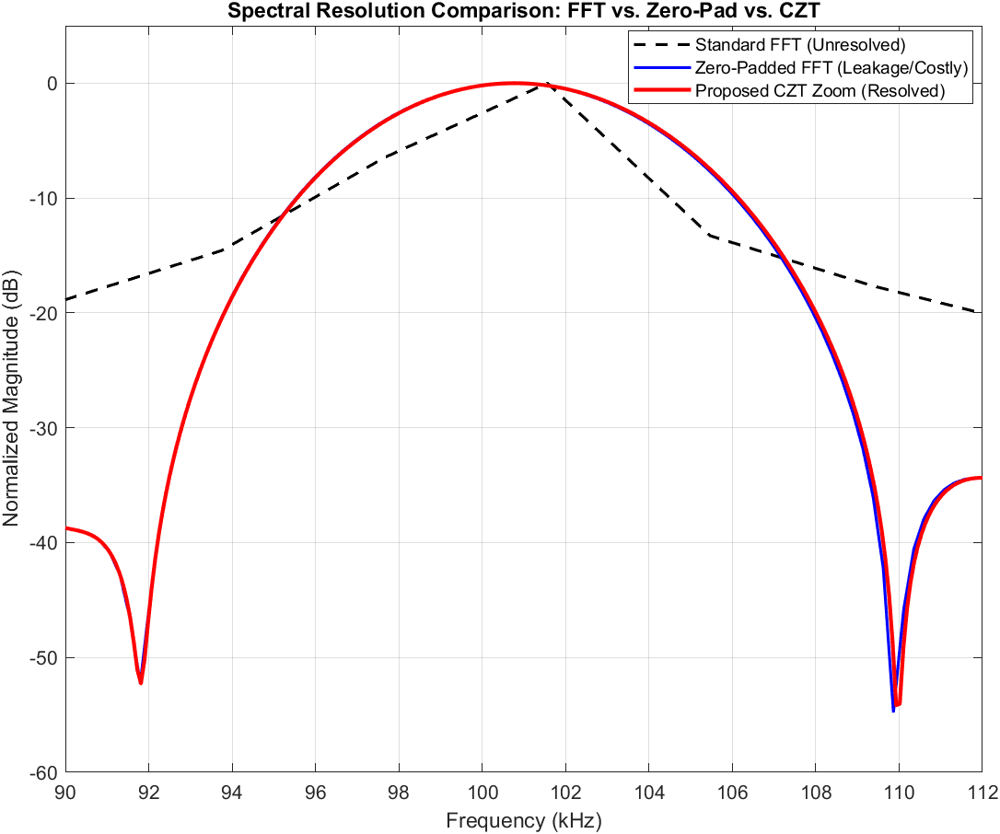 Spectral Resolution Comparison: FFT vs. Zero-Pad vs. CZT
Standard FFT (Unresolved)
Zero-Padded FFT (Leakage/Costly)
Proposed CZT Zoom (Resolved)
Normalized Magnitude (dB)
0
-10
-20
-30
-40
-50
-60
90 92 94 96 98 100 102 104 106 108 110 112
Frequency (kHz)